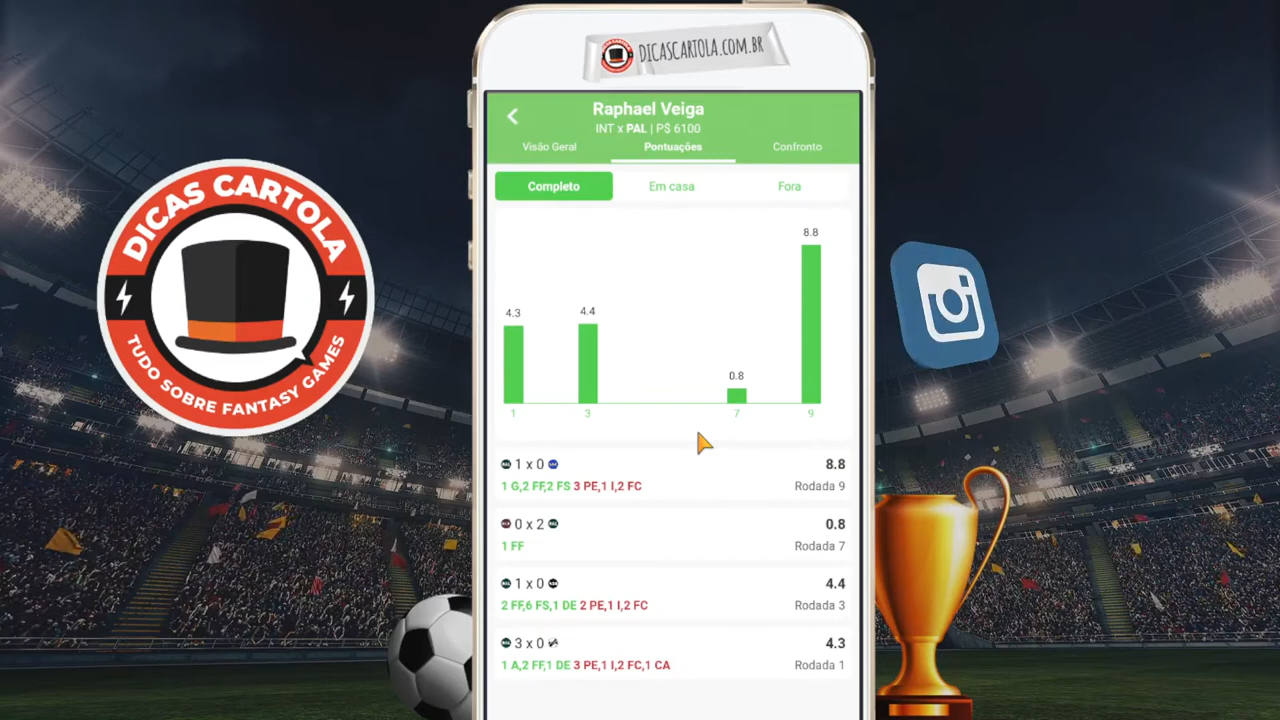 DICASCARTOLA.COM.BR
Raphael Veiga
INT x PAL | P$ 6100
Visão Geral Pontuações Confronto
Completo Em casa Fora
DICAS CARTOLA
TUDO SOBRE FANTASY GAMES
8.8
4.4
4.3
0.8
1 3 7 9
1 x 0 8.8
1 G,2 FF,2 FS 3 PE,1 I,2 FC Rodada 9
0 x 2 0.8
1 FF Rodada 7
1 x 0 4.4
2 FF,6 FS,1 DE 2 PE,1 I,2 FC Rodada 3
3 x 0 4.3
1 A,2 FF,1 DE 3 PE,1 I,2 FC,1 CA Rodada 1